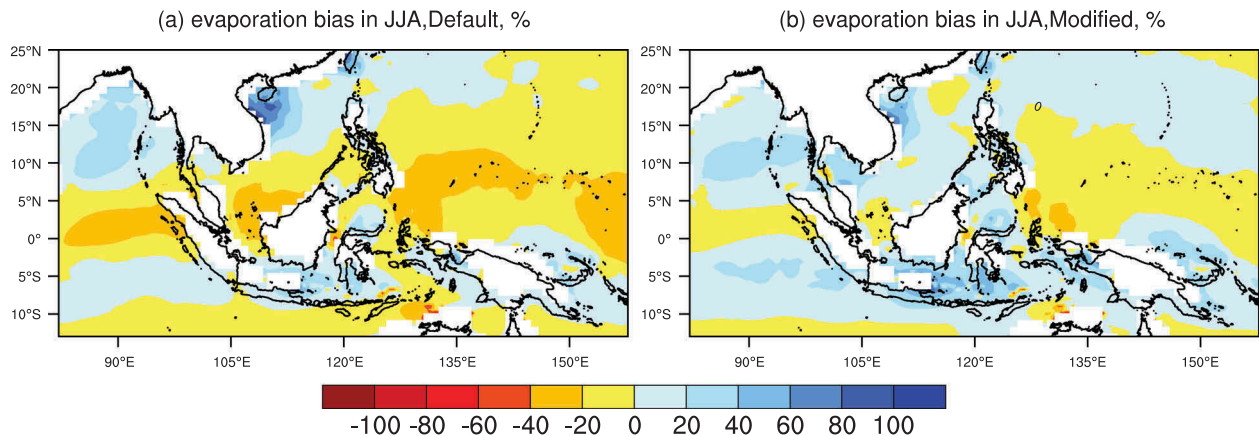 (a) evaporation bias in JJA,Default, %
(b) evaporation bias in JJA,Modified, %
25°N
20°N
15°N
10°N
5°N
0°
5°S
10°S
90°E 105°E 120°E 135°E 150°E
25°N
20°N
15°N
10°N
5°N
0°
5°S
10°S
90°E 105°E 120°E 135°E 150°E
0
-100 -80 -60 -40 -20 0 20 40 60 80 100